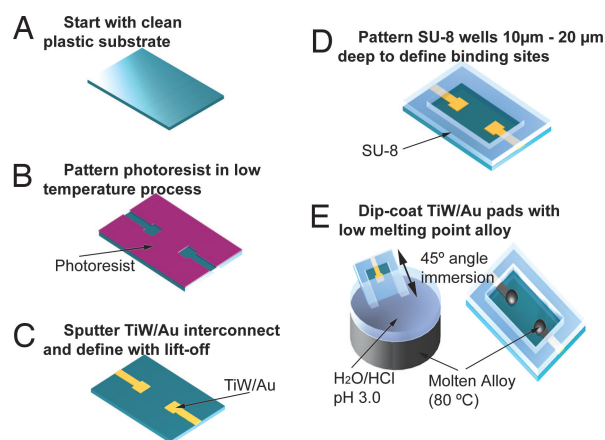 A
Start with clean
plastic substrate
B
Pattern photoresist in low
temperature process
Photoresist
C
Sputter TiW/Au interconnect
and define with lift-off
TiW/Au
D
Pattern SU-8 wells 10µm - 20 µm
deep to define binding sites
SU-8
E
Dip-coat TiW/Au pads with
low melting point alloy
45º angle
immersion
H₂O/HCl
pH 3.0
Molten Alloy
(80 ºC)